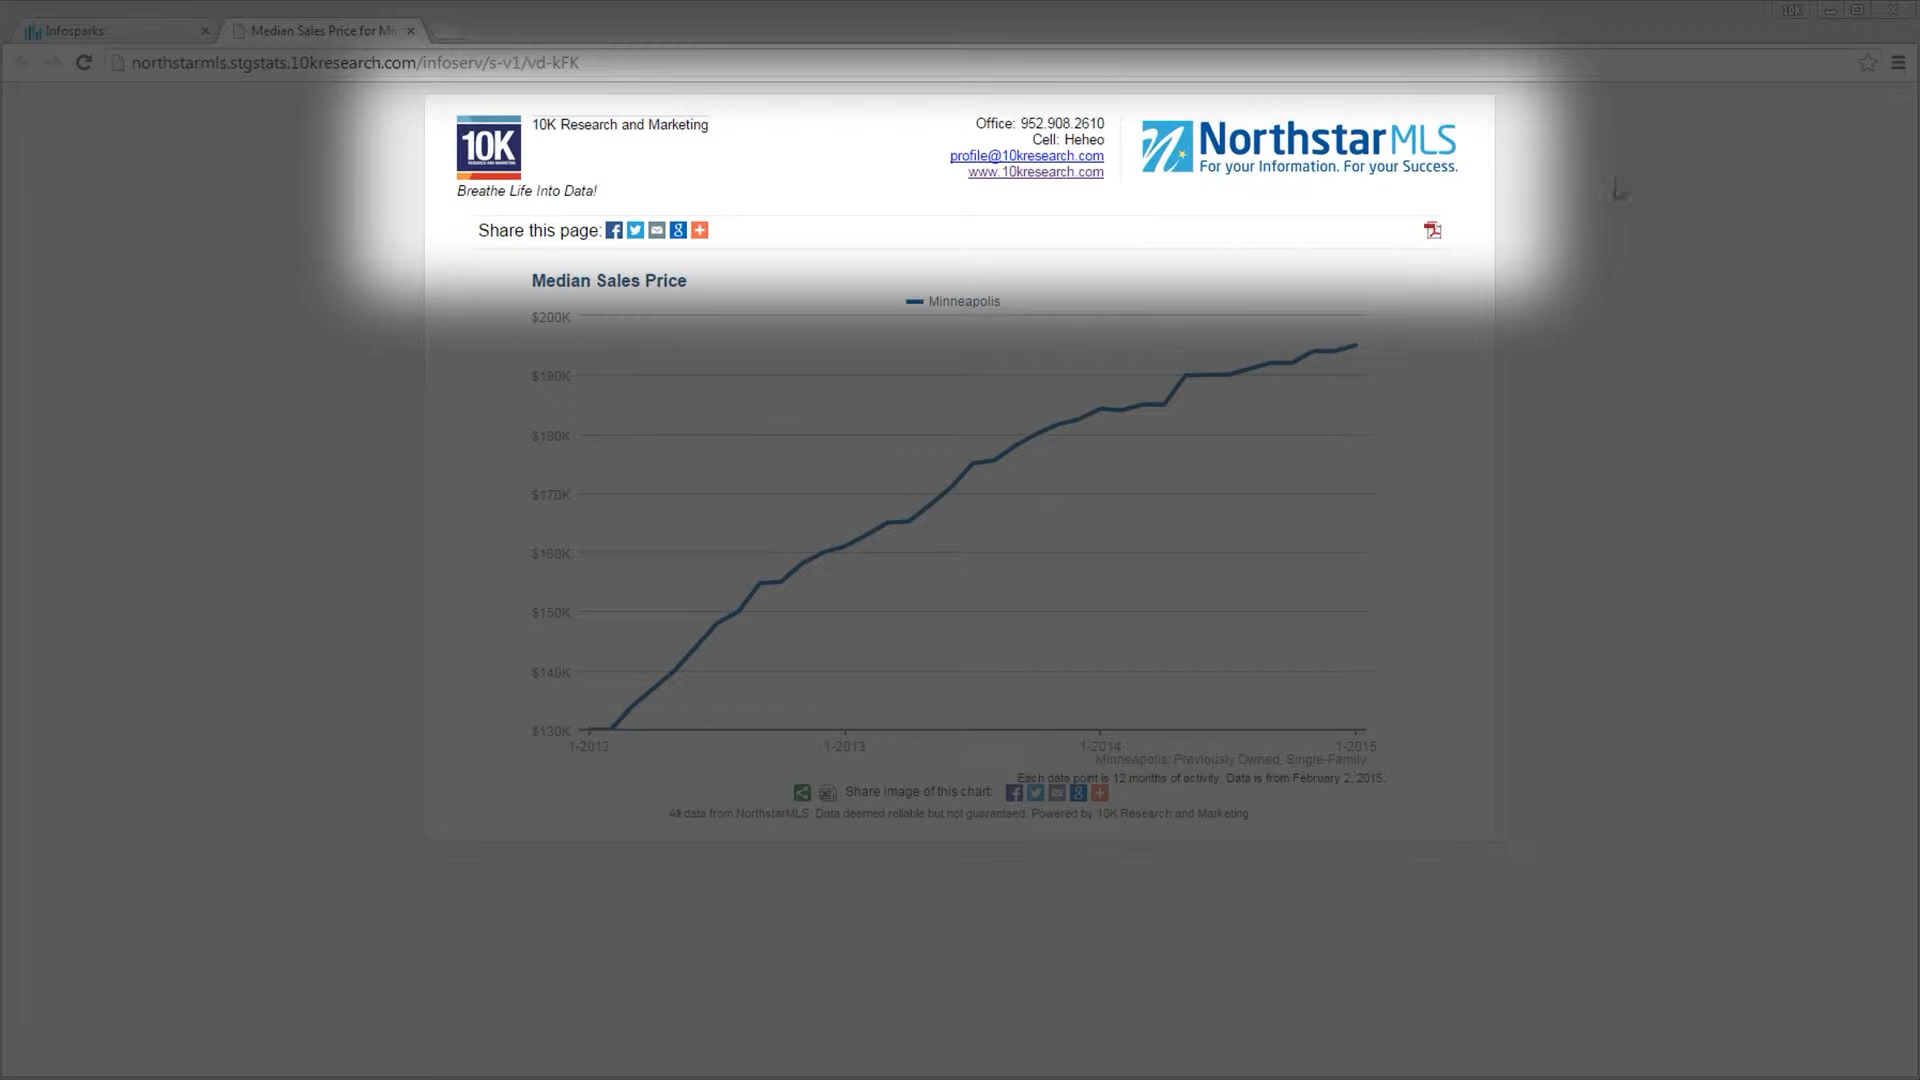 Infosparks
Median Sales Price for Mi
10K
northstarmls.stgstats.10kresearch.com/infoserv/s-v1/vd-kFK
10K
RESEARCH AND MARKETING
10K Research and Marketing
Breathe Life Into Data!
Office: 952.908.2610
Cell: Heheo
profile@10kresearch.com
www.10kresearch.com
NorthstarMLS
For your Information. For your Success.
Share this page:
Median Sales Price
Minneapolis
$200K
$190K
$180K
$170K
$160K
$150K
$140K
$130K
1-2012 1-2013 1-2014 1-2015
Minneapolis: Previously Owned, Single-Family
Each data point is 12 months of activity. Data is from February 2, 2015.
Share image of this chart:
All data from NorthstarMLS. Data deemed reliable but not guaranteed. Powered by 10K Research and Marketing